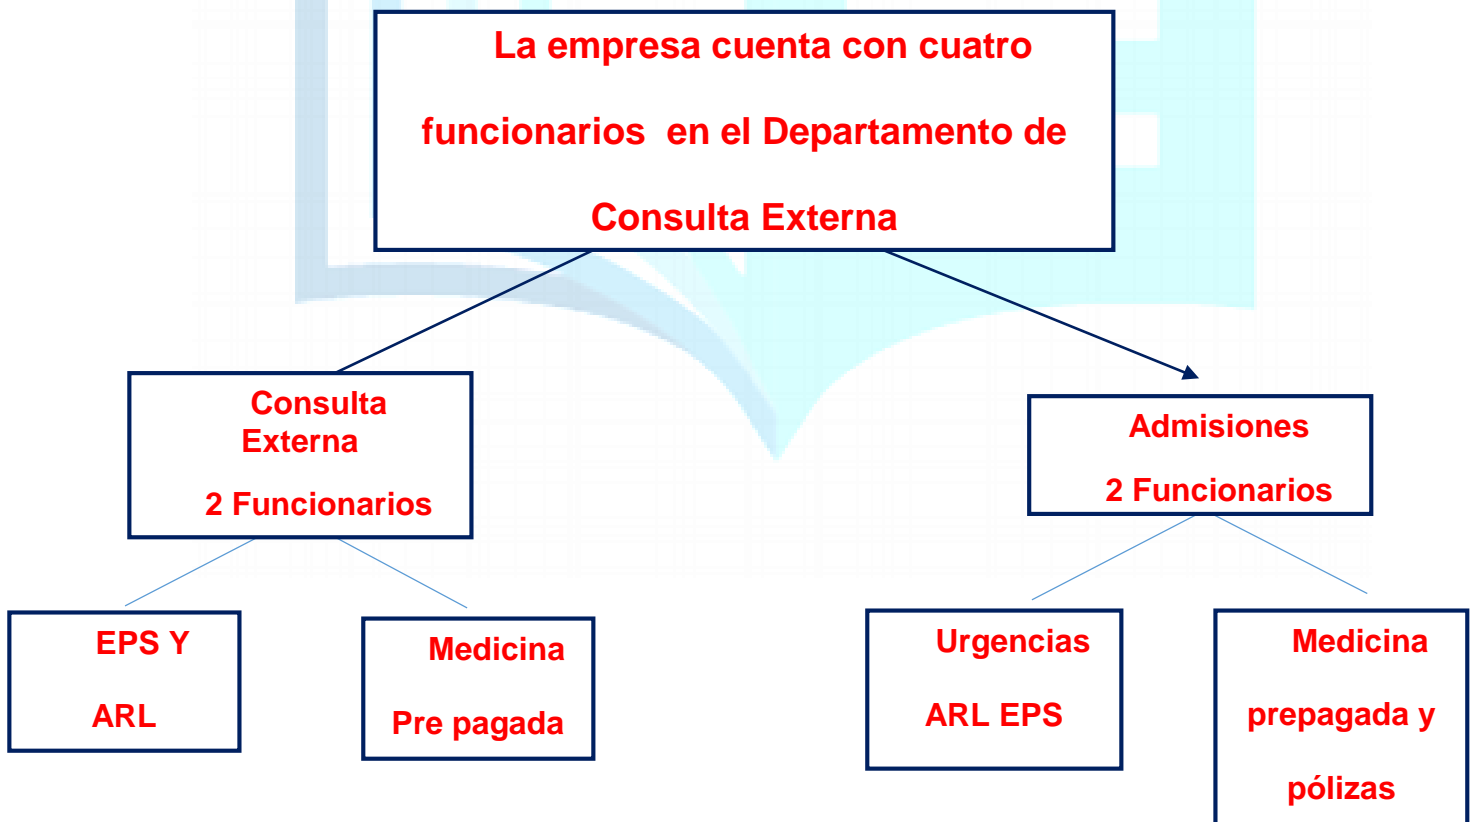 La empresa cuenta con cuatro
funcionarios en el Departamento de
Consulta Externa
Consulta
Externa
2 Funcionarios
Admisiones
2 Funcionarios
EPS Y
ARL
Medicina
Pre pagada
Urgencias
ARL EPS
Medicina
prepagada y
pólizas